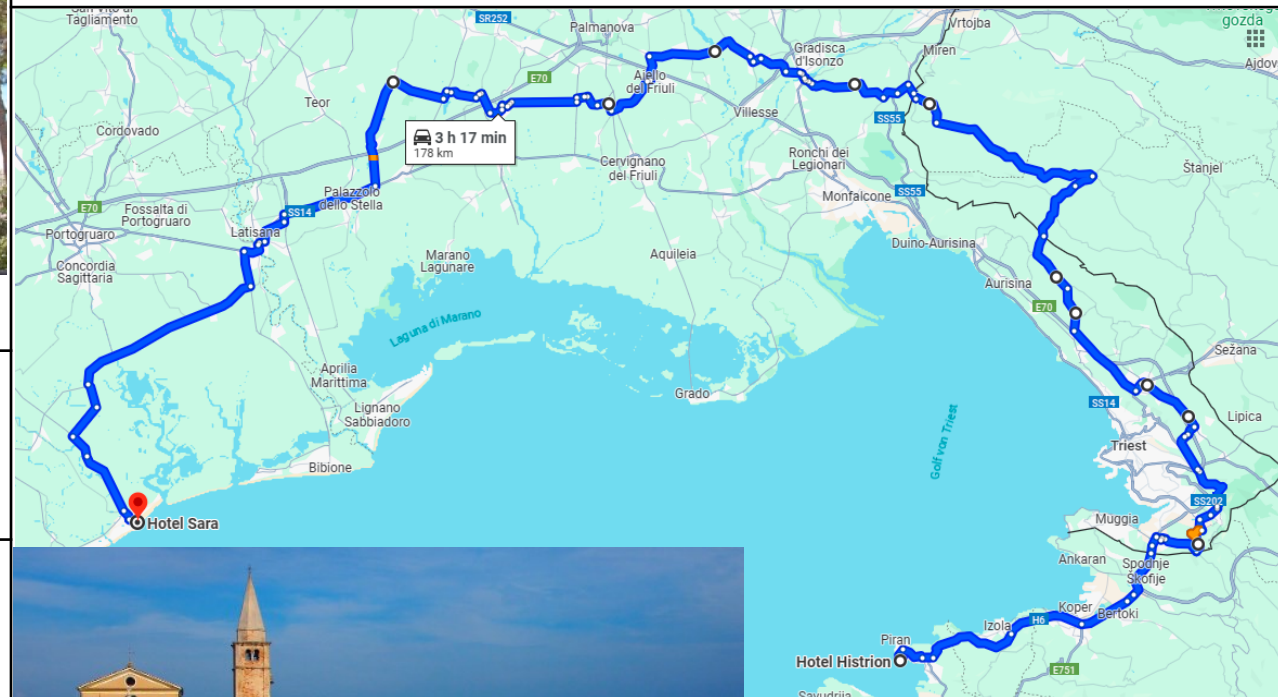 San Vito al
Tagliamento
SR252
Palmanova
Vrtojba
gozda
Gradisca
d'Isonzo
Miren
Ajdov
E70
Aiello
del Friuli
Teor
Villesse
SS55
Cordovado
3 h 17 min
178 km
Ronchi dei
Legionari
Cervignano
del Friuli
Štanjel
Palazzolo
dello Stella
SS55
Monfalcone
E70
Fossalta di
Portogruaro
SS14
Portogruaro
Latisana
Duino-Aurisina
Concordia
Sagittaria
Marano
Lagunare
Aquileia
Aurisina
E70
Laguna di Marano
Sežana
Aprilia
Marittima
Grado
SS14
Lignano
Sabbiadoro
Golf von Triest
Lipica
Triest
Bibione
SS202
Hotel Sara
Muggia
Ankaran
Spodnje
Škofije
Koper
Bertoki
Izola
H6
Piran
Hotel Histrion
E751
Savudrija